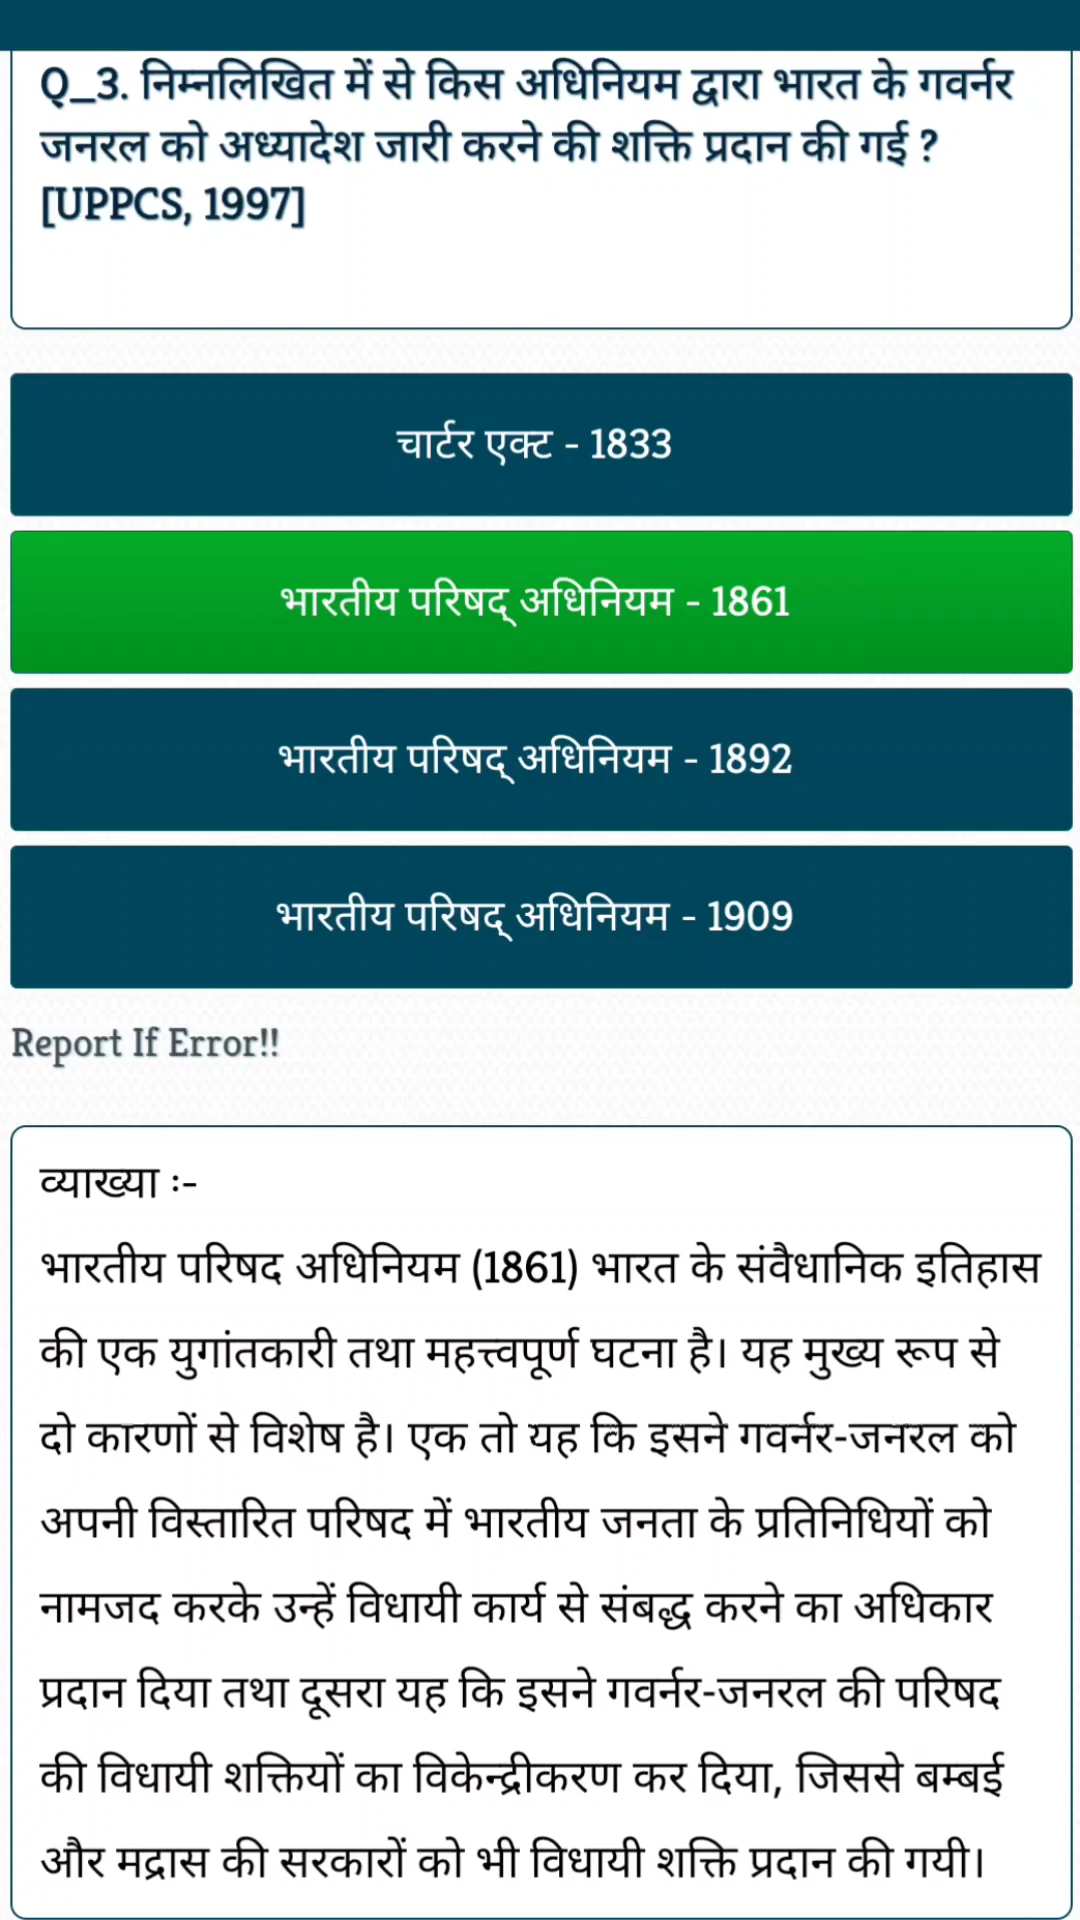 Q_3. निम्नलिखित में से किस अधिनियम द्वारा भारत के गवर्नर
जनरल को अध्यादेश जारी करने की शक्ति प्रदान की गई ?
[UPPCS, 1997]
चार्टर एक्ट - 1833
भारतीय परिषद् अधिनियम - 1861
भारतीय परिषद् अधिनियम - 1892
भारतीय परिषद् अधिनियम - 1909
Report If Error!!
व्याख्या :-
भारतीय परिषद अधिनियम (1861) भारत के संवैधानिक इतिहास
की एक युगांतकारी तथा महत्त्वपूर्ण घटना है। यह मुख्य रूप से
दो कारणों से विशेष है। एक तो यह कि इसने गवर्नर-जनरल को
अपनी विस्तारित परिषद में भारतीय जनता के प्रतिनिधियों को
नामजद करके उन्हें विधायी कार्य से संबद्ध करने का अधिकार
प्रदान दिया तथा दूसरा यह कि इसने गवर्नर-जनरल की परिषद
की विधायी शक्तियों का विकेन्द्रीकरण कर दिया, जिससे बम्बई
और मद्रास की सरकारों को भी विधायी शक्ति प्रदान की गयी।